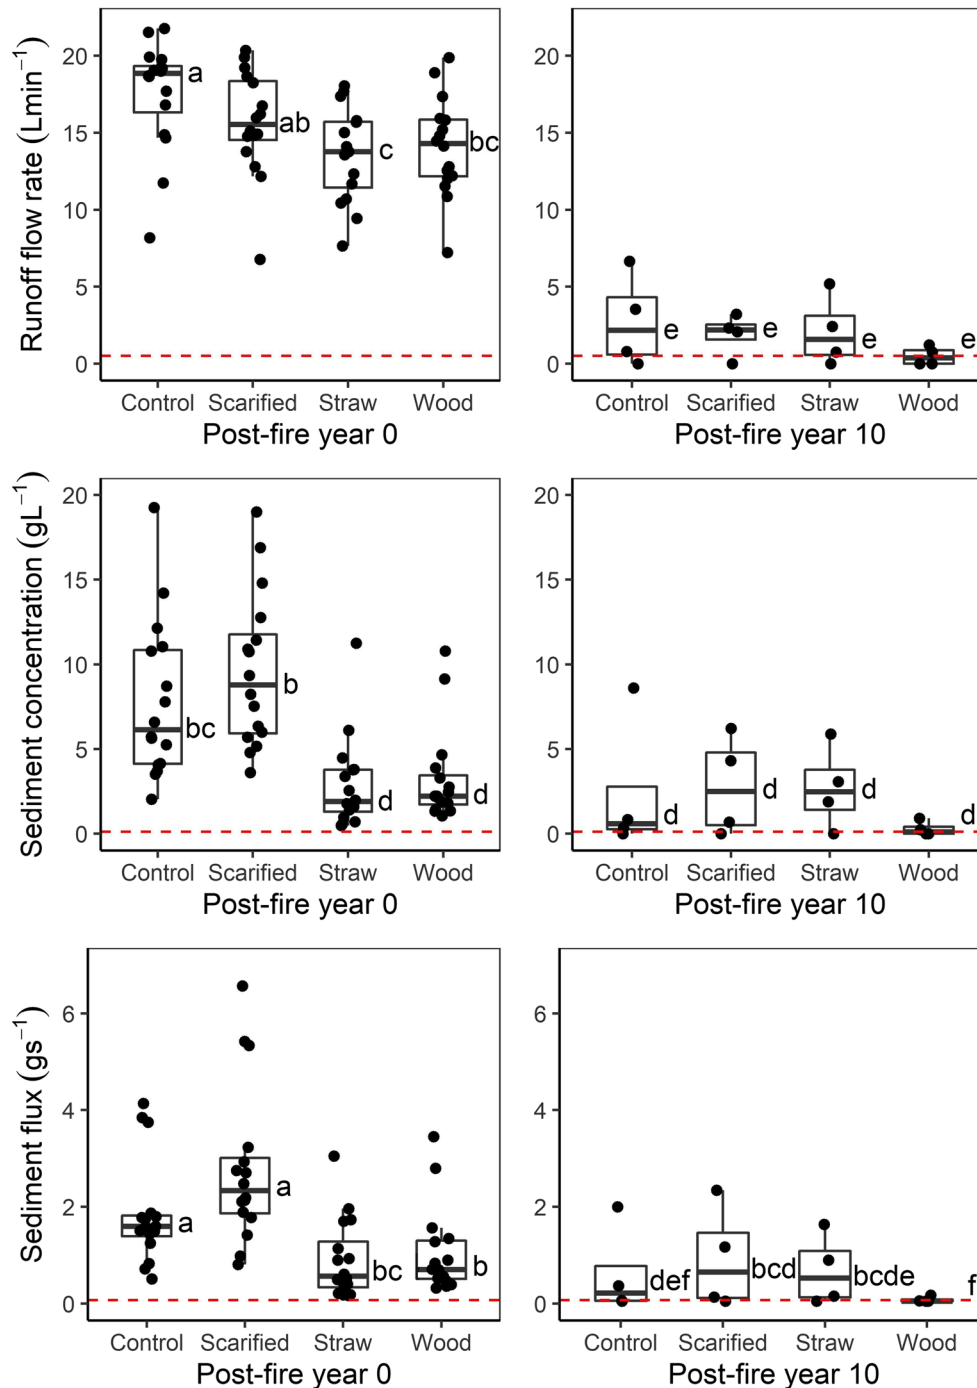 Runoff flow rate (Lmin⁻¹)
20
15
10
5
0
a
ab
c
bc
Control Scarified Straw Wood
Post-fire year 0
20
15
10
5
0
e
e
e
e
Control Scarified Straw Wood
Post-fire year 10
Sediment concentration (gL⁻¹)
20
15
10
5
0
bc
b
d
d
Control Scarified Straw Wood
Post-fire year 0
20
15
10
5
0
d
d
d
d
Control Scarified Straw Wood
Post-fire year 10
Sediment flux (gs⁻¹)
6
4
2
0
a
a
bc
b
Control Scarified Straw Wood
Post-fire year 0
6
4
2
0
def
bcd
bcde
f
Control Scarified Straw Wood
Post-fire year 10